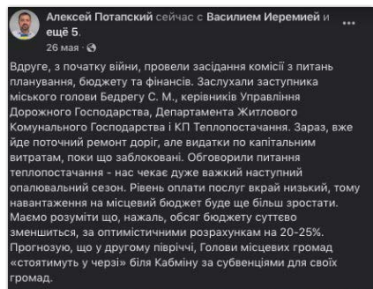 Алексей Потапский сейчас с Василием Иеремией и
ещё 5.
26 мая ·
Вдруге, з початку війни, провели засідання комісії з питань
планування, бюджету та фінансів. Заслухали заступника
міського голови Бедрегу С. М., керівників Управління
Дорожного Господарства, Департамента Житлового
Комунального Господарства і КП Теплопостачання. Зараз, вже
йде поточний ремонт доріг, але видатки по капітальним
витратам, поки що заблоковані. Обговорили питання
теплопостачання - нас чекає дуже важкий наступний
опалювальний сезон. Рівень оплати послуг вкрай низький, тому
навантаження на місцевий бюджет буде ще більш зростати.
Маємо розуміти що, нажаль, обсяг бюджету суттєво
зменшиться, за оптимістичними розрахункам на 20-25%.
Прогнозую, що у другому півріччі, Голови місцевих громад
«стоятимуть у черзі» біля Кабміну за субвенціями для своїх
громад.